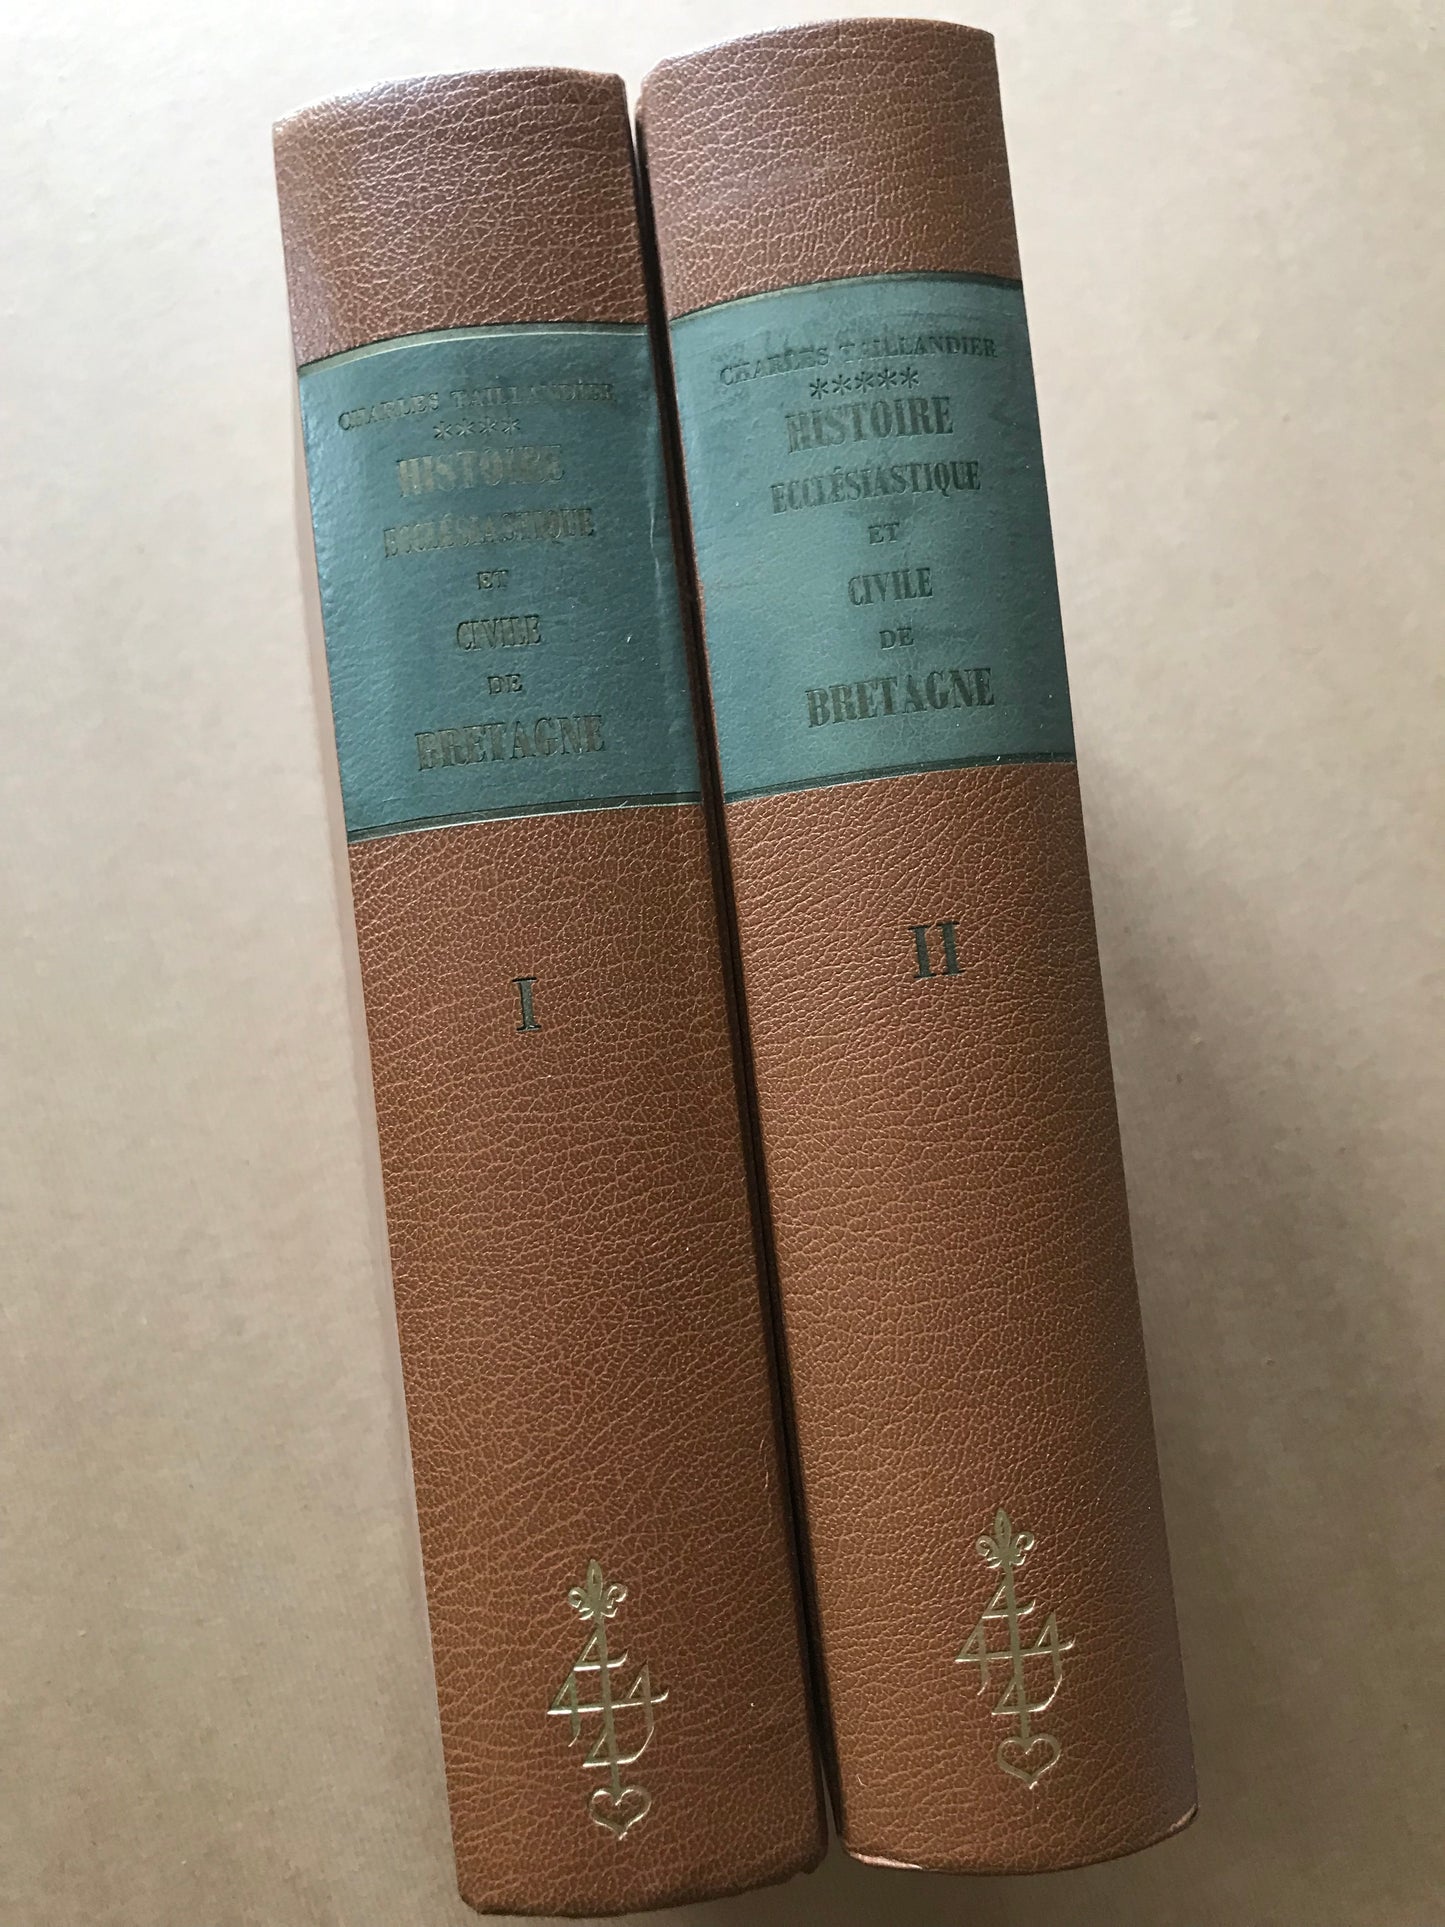 CHARLES TAILLANDIER
****
HISTOIRE
ECCLÉSIASTIQUE
ET
CIVILE
DE
BRETAGNE
I
CHARLES TAILLANDIER
*****
HISTOIRE
ECCLÉSIASTIQUE
ET
CIVILE
DE
BRETAGNE
II